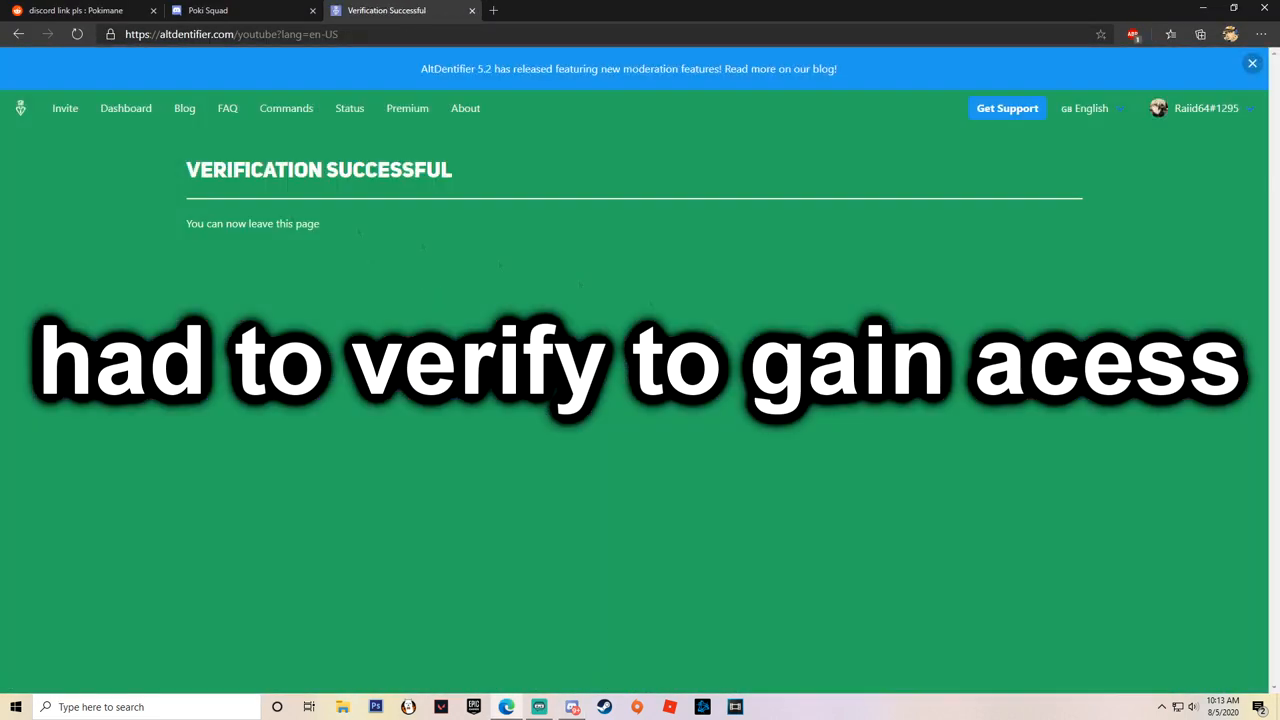 discord link pls : Pokimane
Poki Squad
Verification Successful
https://altdentifier.com/youtube?lang=en-US
AltDentifier 5.2 has released featuring new moderation features! Read more on our blog!
Invite Dashboard Blog FAQ Commands Status Premium About Get Support GB English Raiid64#1295
VERIFICATION SUCCESSFUL
You can now leave this page
had to verify to gain acess
Type here to search
10:13 AM
8/5/2020